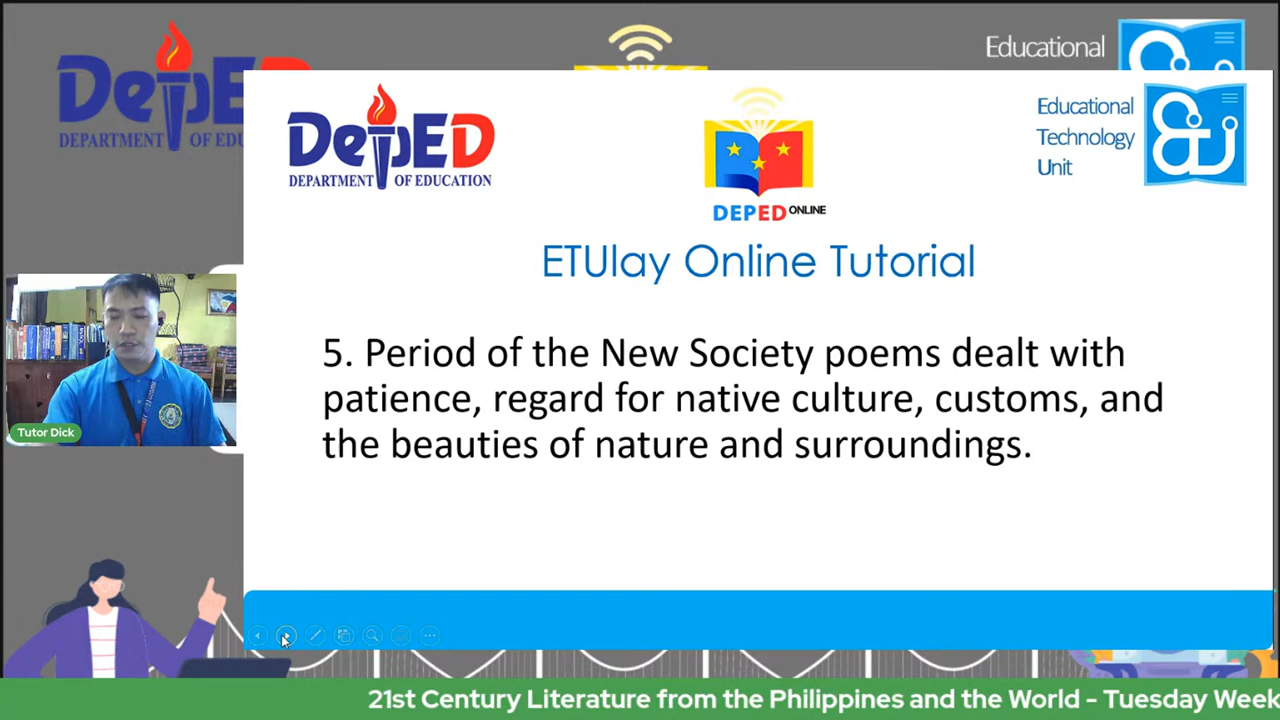 DepED
DEPARTMENT OF EDUCATION
Educational
DepED
DEPARTMENT OF EDUCATION
DEPED ONLINE
Educational
Technology
Unit
ETUlay Online Tutorial
5. Period of the New Society poems dealt with
patience, regard for native culture, customs, and
the beauties of nature and surroundings.
Tutor Dick
21st Century Literature from the Philippines and the World - Tuesday Week